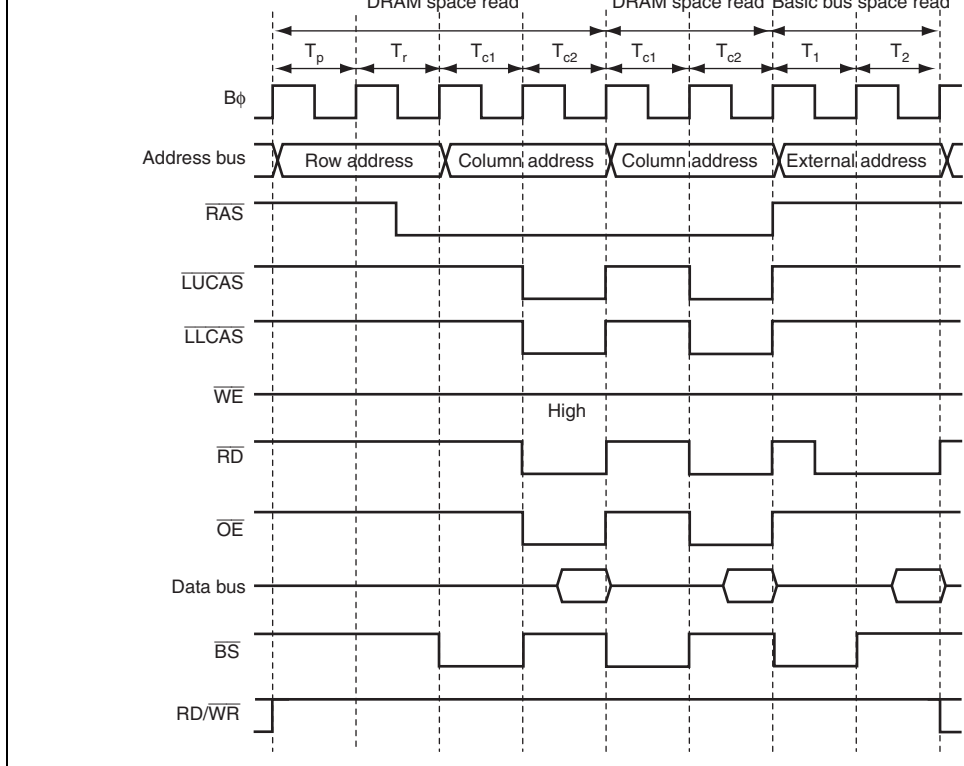 DRAM space read DRAM space read Basic bus space read
Tp Tr Tc1 Tc2 Tc1 Tc2 T1 T2
Bϕ
Address bus Row address Column address Column address External address
RAS
LUCAS
LLCAS
WE
High
RD
OE
Data bus
BS
RD/WR